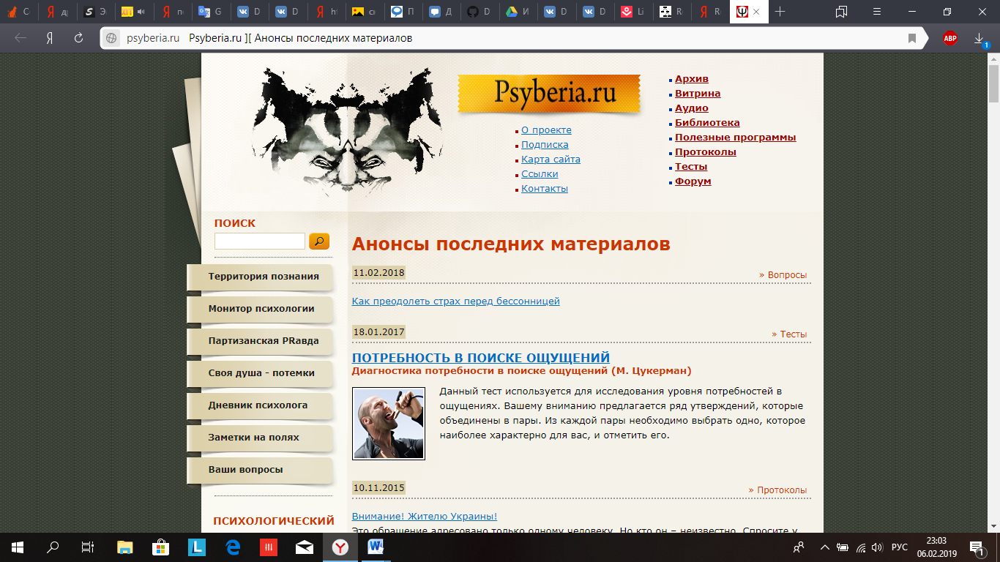 С
Я др
S Э
Я п
G
D
D
Я hl
сн
П
Д
D
И
D
D
Li
R
Я R
Я
psyberia.ru Psyberia.ru ][ Анонсы последних материалов
ABP
1
Psyberia.ru
О проекте
Подписка
Карта сайта
Ссылки
Контакты
Архив
Витрина
Аудио
Библиотека
Полезные программы
Протоколы
Тесты
Форум
ПОИСК
Территория познания
Монитор психологии
Партизанская PRавда
Своя душа - потемки
Дневник психолога
Заметки на полях
Ваши вопросы
ПСИХОЛОГИЧЕСКИЙ
Анонсы последних материалов
11.02.2018 » Вопросы
Как преодолеть страх перед бессонницей
18.01.2017 » Тесты
ПОТРЕБНОСТЬ В ПОИСКЕ ОЩУЩЕНИЙ
Диагностика потребности в поиске ощущений (М. Цукерман)
Данный тест используется для исследования уровня потребностей в
ощущениях. Вашему вниманию предлагается ряд утверждений, которые
объединены в пары. Из каждой пары необходимо выбрать одно, которое
наиболее характерно для вас, и отметить его.
10.11.2015 » Протоколы
Внимание! Жителю Украины!
Это обращение адресовано только одному человеку. Но кто он – неизвестно. Спросите у
РУС
23:03
06.02.2019
1